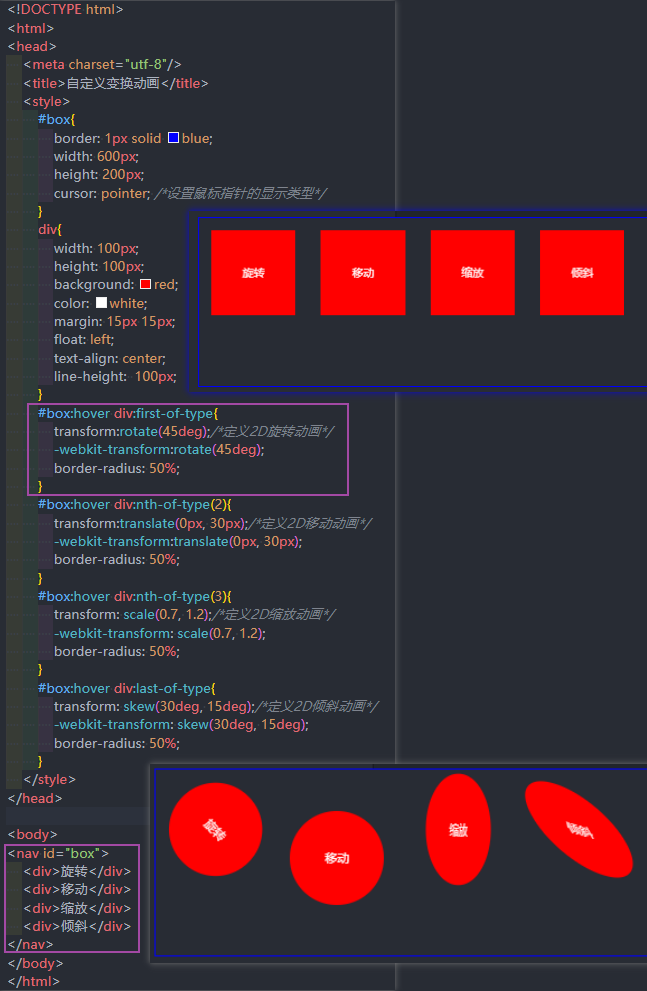 <!DOCTYPE html>
<html>
<head>
<meta charset="utf-8"/>
<title>自定义变换动画</title>
<style>
#box{
border: 1px solid blue;
width: 600px;
height: 200px;
cursor: pointer; /*设置鼠标指针的显示类型*/
}
div{
width: 100px;
height: 100px;
background: red;
color: white;
margin: 15px 15px;
float: left;
text-align: center;
line-height: 100px;
}
旋转 移动 缩放 倾斜
#box:hover div:first-of-type{
transform:rotate(45deg);/*定义2D旋转动画*/
-webkit-transform:rotate(45deg);
border-radius: 50%;
}
#box:hover div:nth-of-type(2){
transform:translate(0px, 30px);/*定义2D移动动画*/
-webkit-transform:translate(0px, 30px);
border-radius: 50%;
}
#box:hover div:nth-of-type(3){
transform: scale(0.7, 1.2);/*定义2D缩放动画*/
-webkit-transform: scale(0.7, 1.2);
border-radius: 50%;
}
#box:hover div:last-of-type{
transform: skew(30deg, 15deg);/*定义2D倾斜动画*/
-webkit-transform: skew(30deg, 15deg);
border-radius: 50%;
}
</style>
</head>
<body>
<nav id="box">
<div>旋转</div>
<div>移动</div>
<div>缩放</div>
<div>倾斜</div>
</nav>
</body>
</html>
旋转 移动 缩放 倾斜